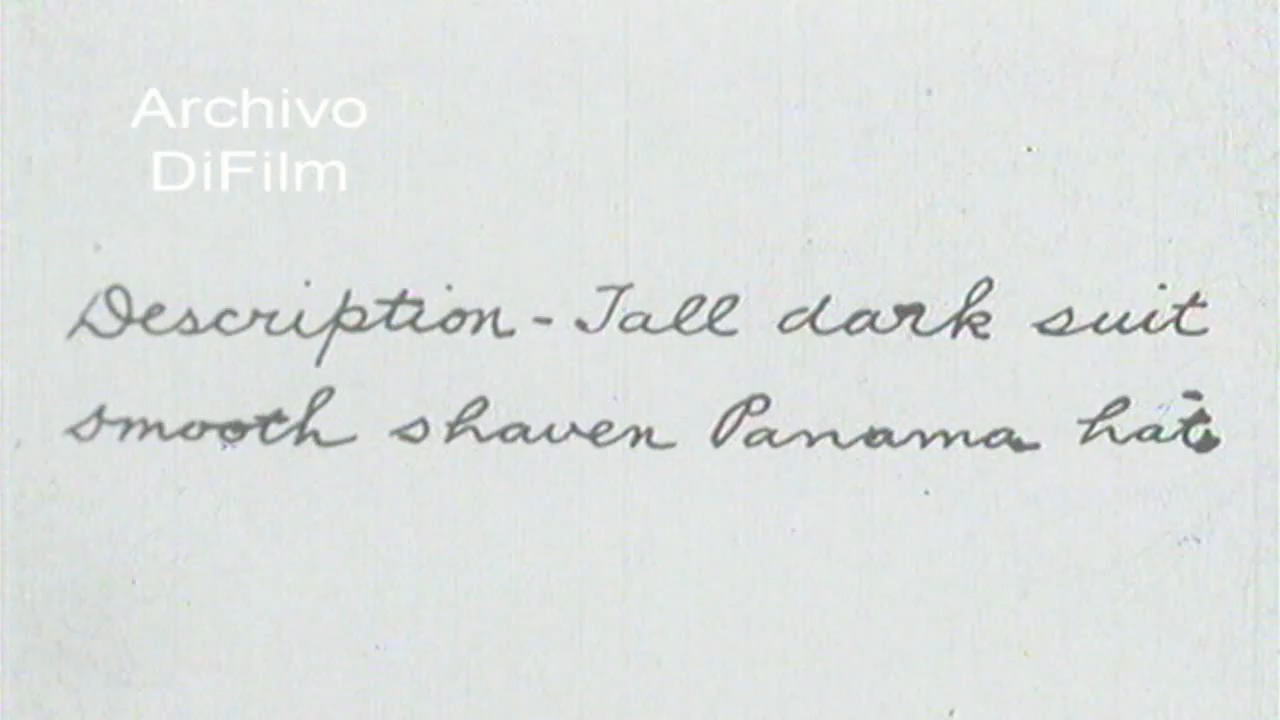 Archivo
DiFilm
Description - Tall dark suit
smooth shaven Panama hat